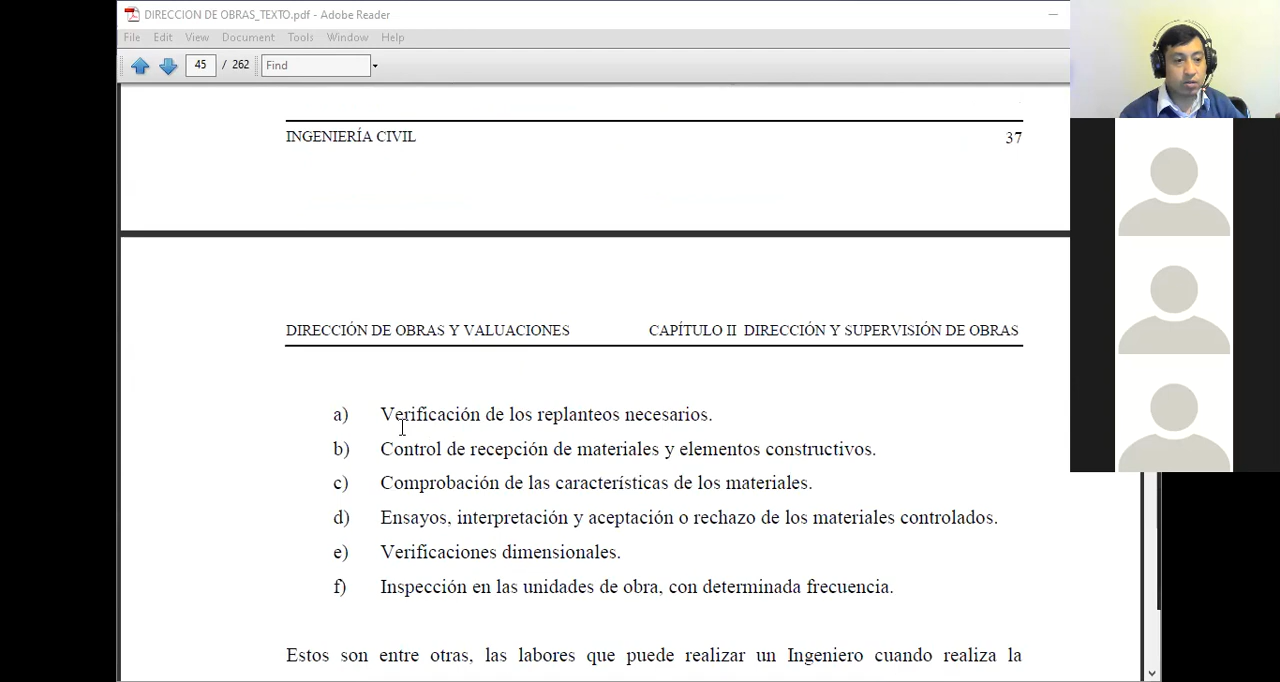 DIRECCION DE OBRAS_TEXTO.pdf - Adobe Reader
File Edit View Document Tools Window Help
45 / 262 Find
INGENIERÍA CIVIL 37
DIRECCIÓN DE OBRAS Y VALUACIONES CAPÍTULO II DIRECCIÓN Y SUPERVISIÓN DE OBRAS
a) Verificación de los replanteos necesarios.
b) Control de recepción de materiales y elementos constructivos.
c) Comprobación de las características de los materiales.
d) Ensayos, interpretación y aceptación o rechazo de los materiales controlados.
e) Verificaciones dimensionales.
f) Inspección en las unidades de obra, con determinada frecuencia.
Estos son entre otras, las labores que puede realizar un Ingeniero cuando realiza la